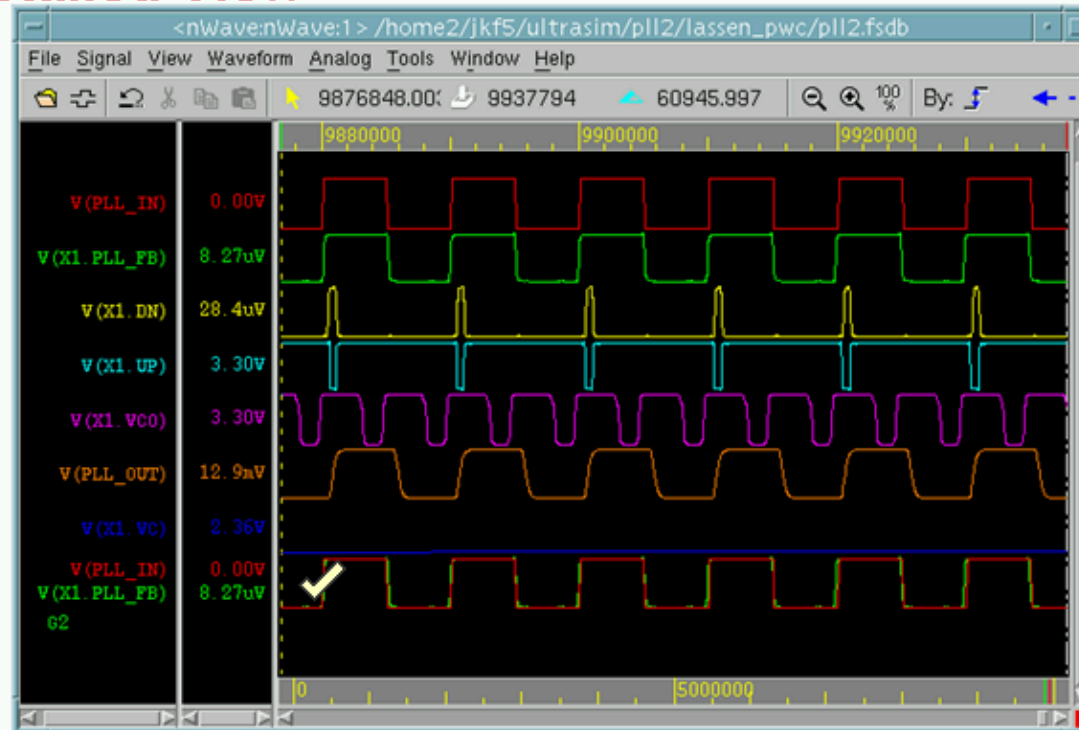 <nWave:nWave:1> /home2/jkf5/ultrasim/pll2/lassen_pwc/pll2.fsdb
File Signal View Waveform Analog Tools Window Help
9876848.00 9937794 60945.997 100 % By:
9880000 9900000 9920000
V(PLL_IN) 0.00V
V(X1.PLL_FB) 8.27uV
V(X1.DN) 28.4uV
V(X1.UP) 3.30V
V(X1.VCO) 3.30V
V(PLL_OUT) 12.9mV
V(X1.VC) 2.36V
V(PLL_IN) 0.00V
V(X1.PLL_FB) 8.27uV
G2
0 5000000